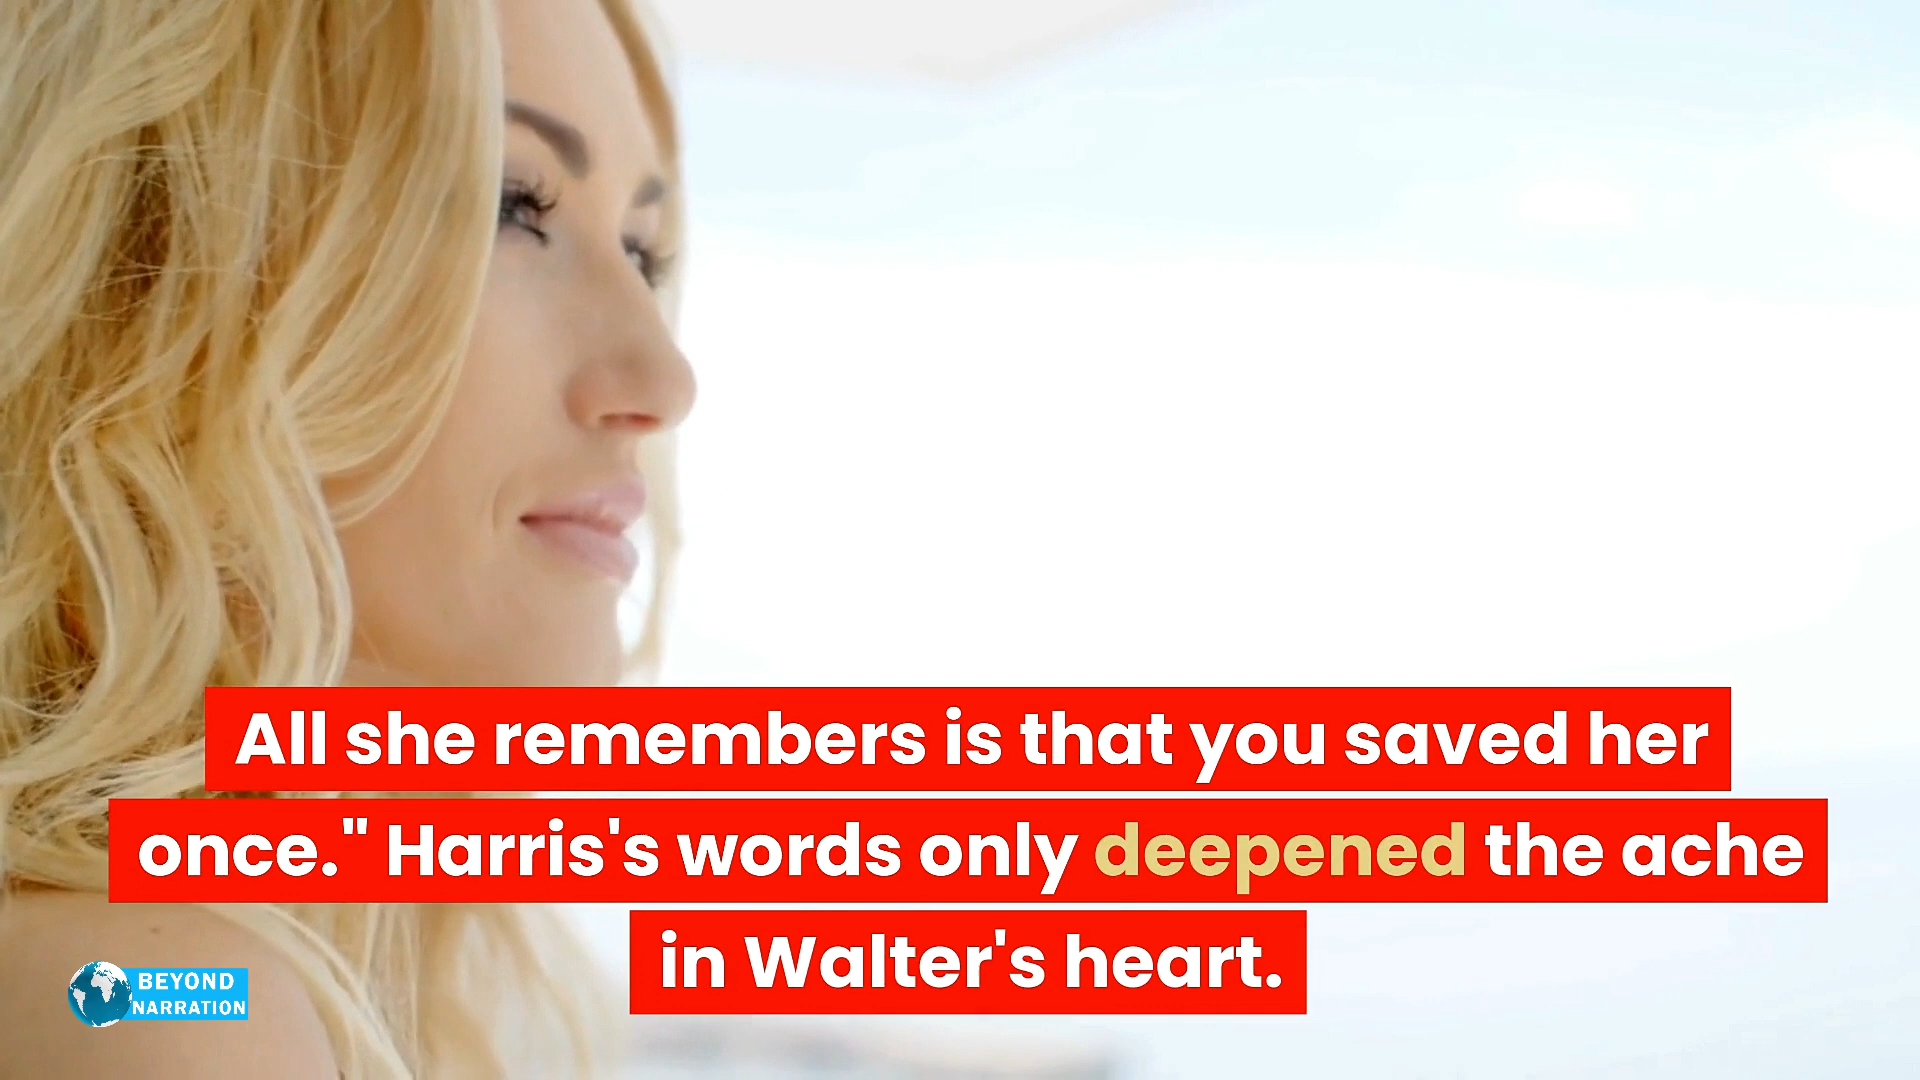 All she remembers is that you saved her
once." Harris's words only deepened the ache
in Walter's heart.
BEYOND
NARRATION